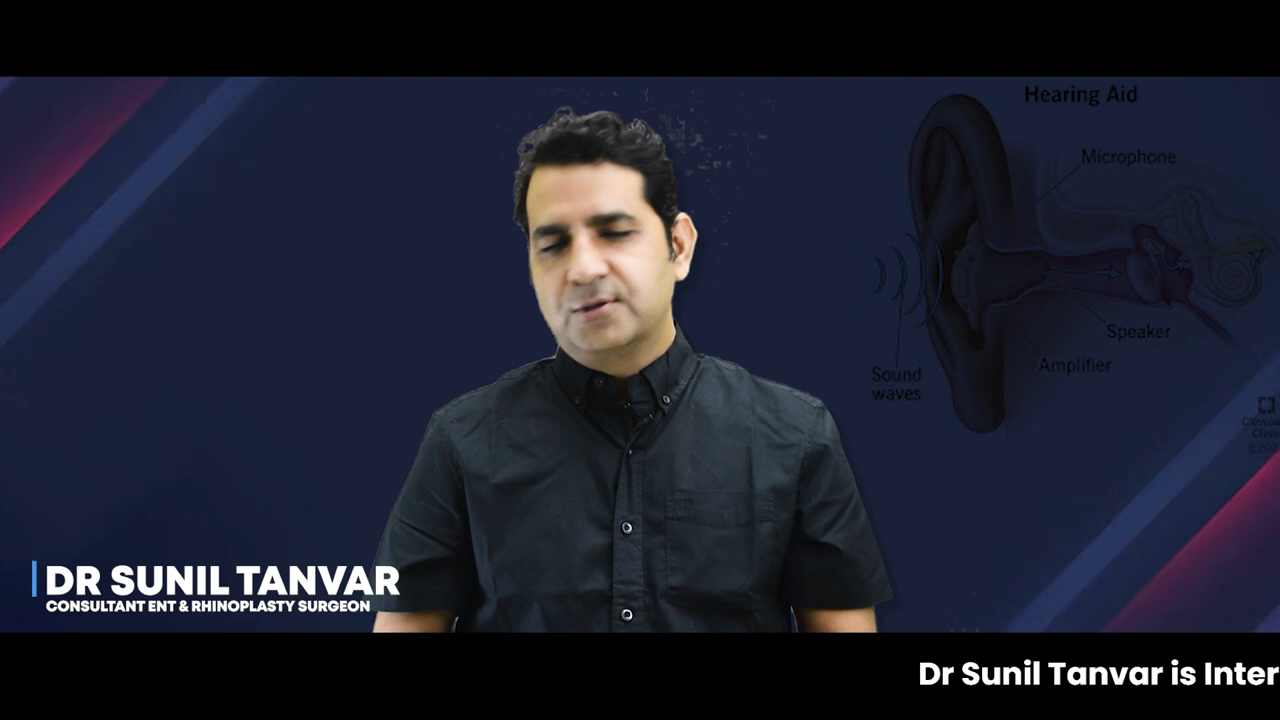 Hearing Aid
Microphone
Speaker
Amplifier
Sound
waves
DR SUNIL TANVAR
CONSULTANT ENT & RHINOPLASTY SURGEON
Dr Sunil Tanvar is Inter